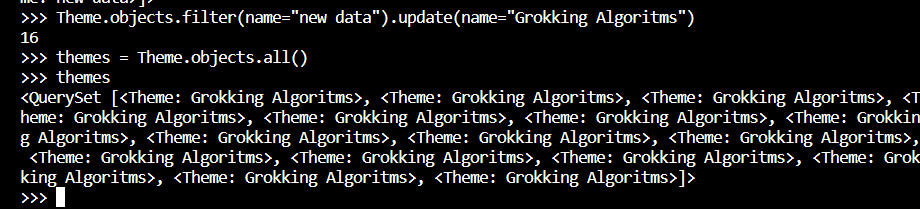 me: new data>]>
>>> Theme.objects.filter(name="new data").update(name="Grokking Algoritms")
16
>>> themes = Theme.objects.all()
>>> themes
<QuerySet [<Theme: Grokking Algoritms>, <Theme: Grokking Algoritms>, <Theme: Grokking Algoritms>, <T
heme: Grokking Algoritms>, <Theme: Grokking Algoritms>, <Theme: Grokking Algoritms>, <Theme: Grokkin
g Algoritms>, <Theme: Grokking Algoritms>, <Theme: Grokking Algoritms>, <Theme: Grokking Algoritms>,
 <Theme: Grokking Algoritms>, <Theme: Grokking Algoritms>, <Theme: Grokking Algoritms>, <Theme: Grok
king Algoritms>, <Theme: Grokking Algoritms>, <Theme: Grokking Algoritms>]>
>>>